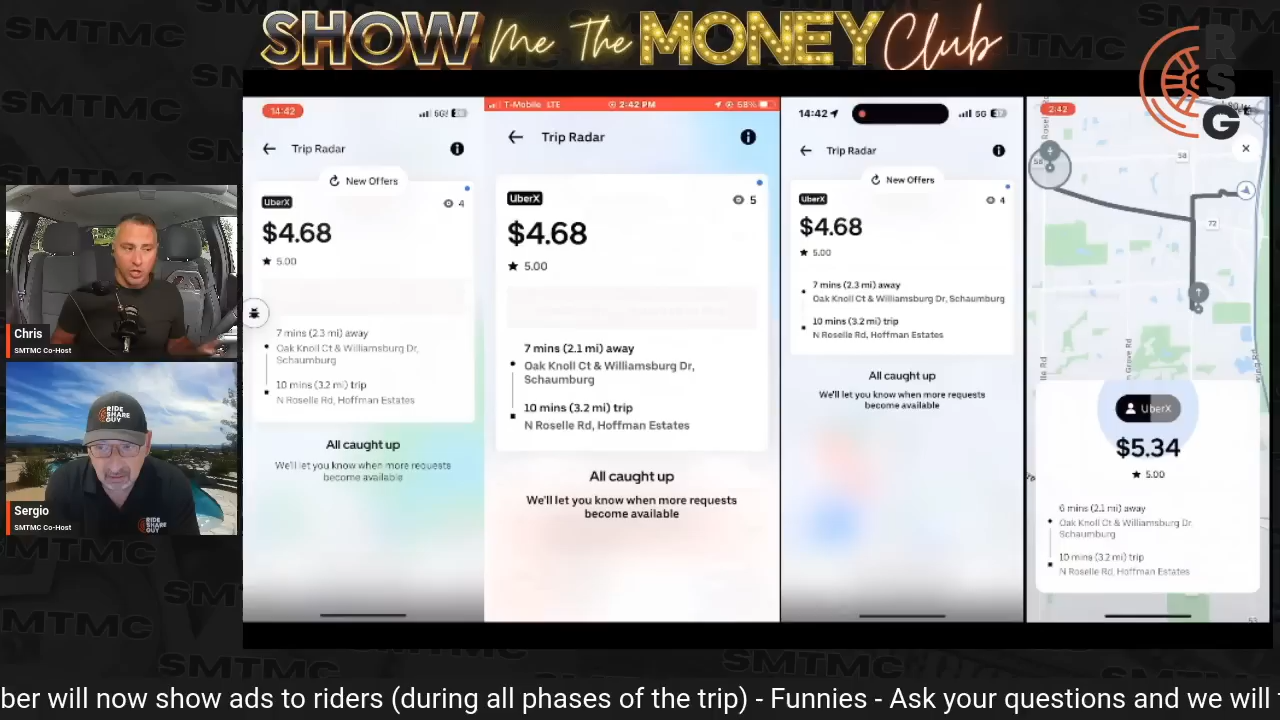 SHOW Me The MONEY Club
RSG
SMTMC
Chris
SMTMC Co-Host
Sergio
SMTMC Co-Host
14:42
5G
Trip Radar
New Offers
UberX
4
$4.68
5.00
7 mins (2.3 mi) away
Oak Knoll Ct & Williamsburg Dr,
Schaumburg
10 mins (3.2 mi) trip
N Roselle Rd, Hoffman Estates
All caught up
We'll let you know when more requests
become available
T-Mobile LTE
2:42 PM
68%
Trip Radar
UberX
5
$4.68
5.00
7 mins (2.1 mi) away
Oak Knoll Ct & Williamsburg Dr,
Schaumburg
10 mins (3.2 mi) trip
N Roselle Rd, Hoffman Estates
All caught up
We'll let you know when more requests
become available
14:42
5G
Trip Radar
New Offers
UberX
4
$4.68
5.00
7 mins (2.3 mi) away
Oak Knoll Ct & Williamsburg Dr, Schaumburg
10 mins (3.2 mi) trip
N Roselle Rd, Hoffman Estates
All caught up
We'll let you know when more requests
become available
2:42
58
58
72
UberX
$5.34
5.00
6 mins (2.1 mi) away
Oak Knoll Ct & Williamsburg Dr
Schaumburg
10 mins (3.2 mi) trip
N Roselle Rd, Hoffman Estates
RIDE
SHARE
GUY
RIDE
SHARE
GUY
ber will now show ads to riders (during all phases of the trip) - Funnies - Ask your questions and we will